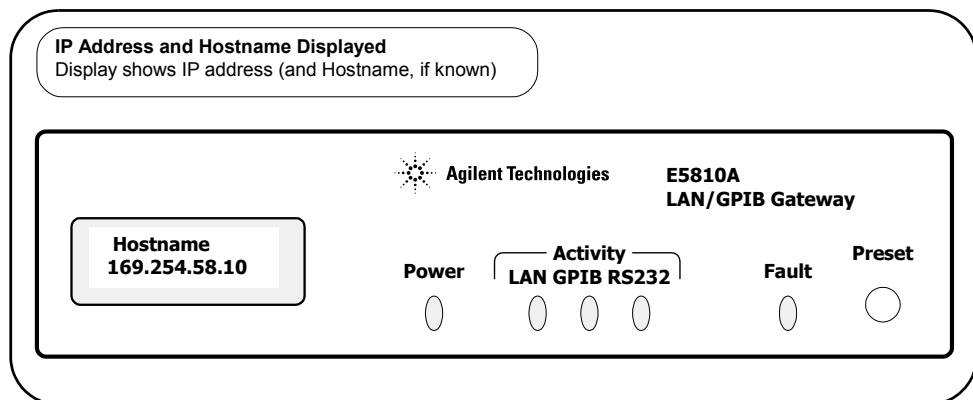 IP Address and Hostname Displayed
Display shows IP address (and Hostname, if known)
Agilent Technologies
E5810A
LAN/GPIB Gateway
Hostname
169.254.58.10
Power
Activity
LAN GPIB RS232
Fault
Preset